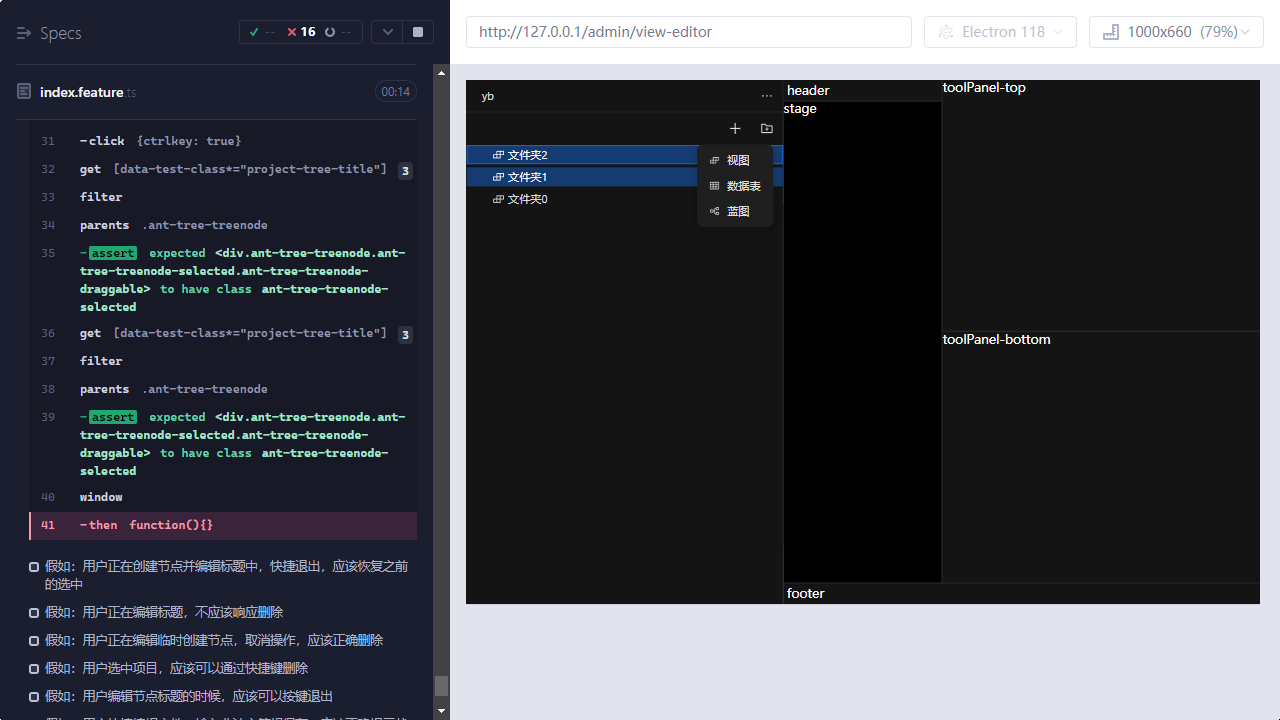 Specs
-- 16 --
http://127.0.0.1/admin/view-editor
Electron 118
1000x660 (79%)
index.feature.ts
00:14
31 -click {ctrlkey: true}
32 get [data-test-class*="project-tree-title"] 3
33 filter
34 parents .ant-tree-treenode
35 -assert expected <div.ant-tree-treenode.ant-
tree-treenode-selected.ant-tree-treenode-
draggable> to have class ant-tree-treenode-
selected
36 get [data-test-class*="project-tree-title"] 3
37 filter
38 parents .ant-tree-treenode
39 -assert expected <div.ant-tree-treenode.ant-
tree-treenode-selected.ant-tree-treenode-
draggable> to have class ant-tree-treenode-
selected
40 window
41 -then function(){}
假如：用户正在创建节点并编辑标题中，快捷退出，应该恢复之前
的选中
假如：用户正在编辑标题，不应该响应删除
假如：用户正在编辑临时创建节点，取消操作，应该正确删除
假如：用户选中项目，应该可以通过快捷键删除
假如：用户编辑节点标题的时候，应该可以按键退出
yb
···
文件夹2
文件夹1
文件夹0
视图
数据表
蓝图
header
stage
toolPanel-top
toolPanel-bottom
footer